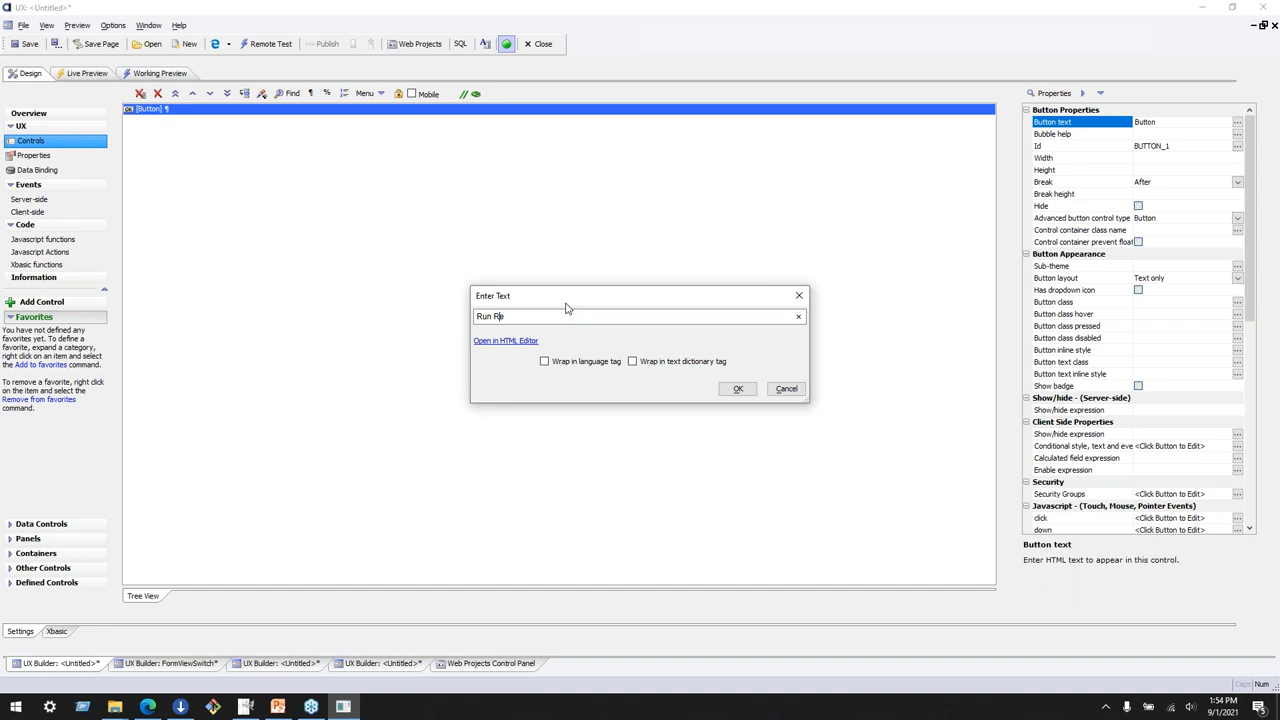 UX: <Untitled>*
File View Preview Options Window Help
Save Save Page Open New Remote Test Publish Web Projects SQL Close
Design Live Preview Working Preview
Find ¶ % Menu Mobile //
Properties
Overview
UX
Controls
Properties
Data Binding
Events
Server-side
Client-side
Code
Javascript functions
Javascript Actions
Xbasic functions
Information
Add Control
Favorites
You have not defined any
favorites yet. To define a
favorite, expand a category,
right click on an item and
select the
Add to favorites command.
To remove a favorite, right click
on the item and select the
Remove from favorites
command.
Data Controls
Panels
Containers
Other Controls
Defined Controls
[Button] ¶
Enter Text
Run Re
Open in HTML Editor
Wrap in language tag Wrap in text dictionary tag
OK Cancel
Button Properties
Button text Button
Bubble help
Id BUTTON_1
Width
Height
Break After
Break height
Hide
Advanced button control type Button
Control container class name
Control container prevent float
Button Appearance
Sub-theme
Button layout Text only
Has dropdown icon
Button class
Button class hover
Button class pressed
Button class disabled
Button inline style
Button text class
Button text inline style
Show badge
Show/hide - (Server-side)
Show/hide expression
Client Side Properties
Show/hide expression
Conditional style, text and eve <Click Button to Edit>
Calculated field expression
Enable expression
Security
Security Groups <Click Button to Edit>
Javascript - (Touch, Mouse, Pointer Events)
click <Click Button to Edit>
down <Click Button to Edit>
Button text
Enter HTML text to appear in this control.
Tree View
Settings Xbasic
UX Builder: <Untitled>* UX Builder: FormViewSwitch* UX Builder: <Untitled>* UX Builder: <Untitled>* Web Projects Control Panel
Caps Num
1:54 PM
9/1/2021